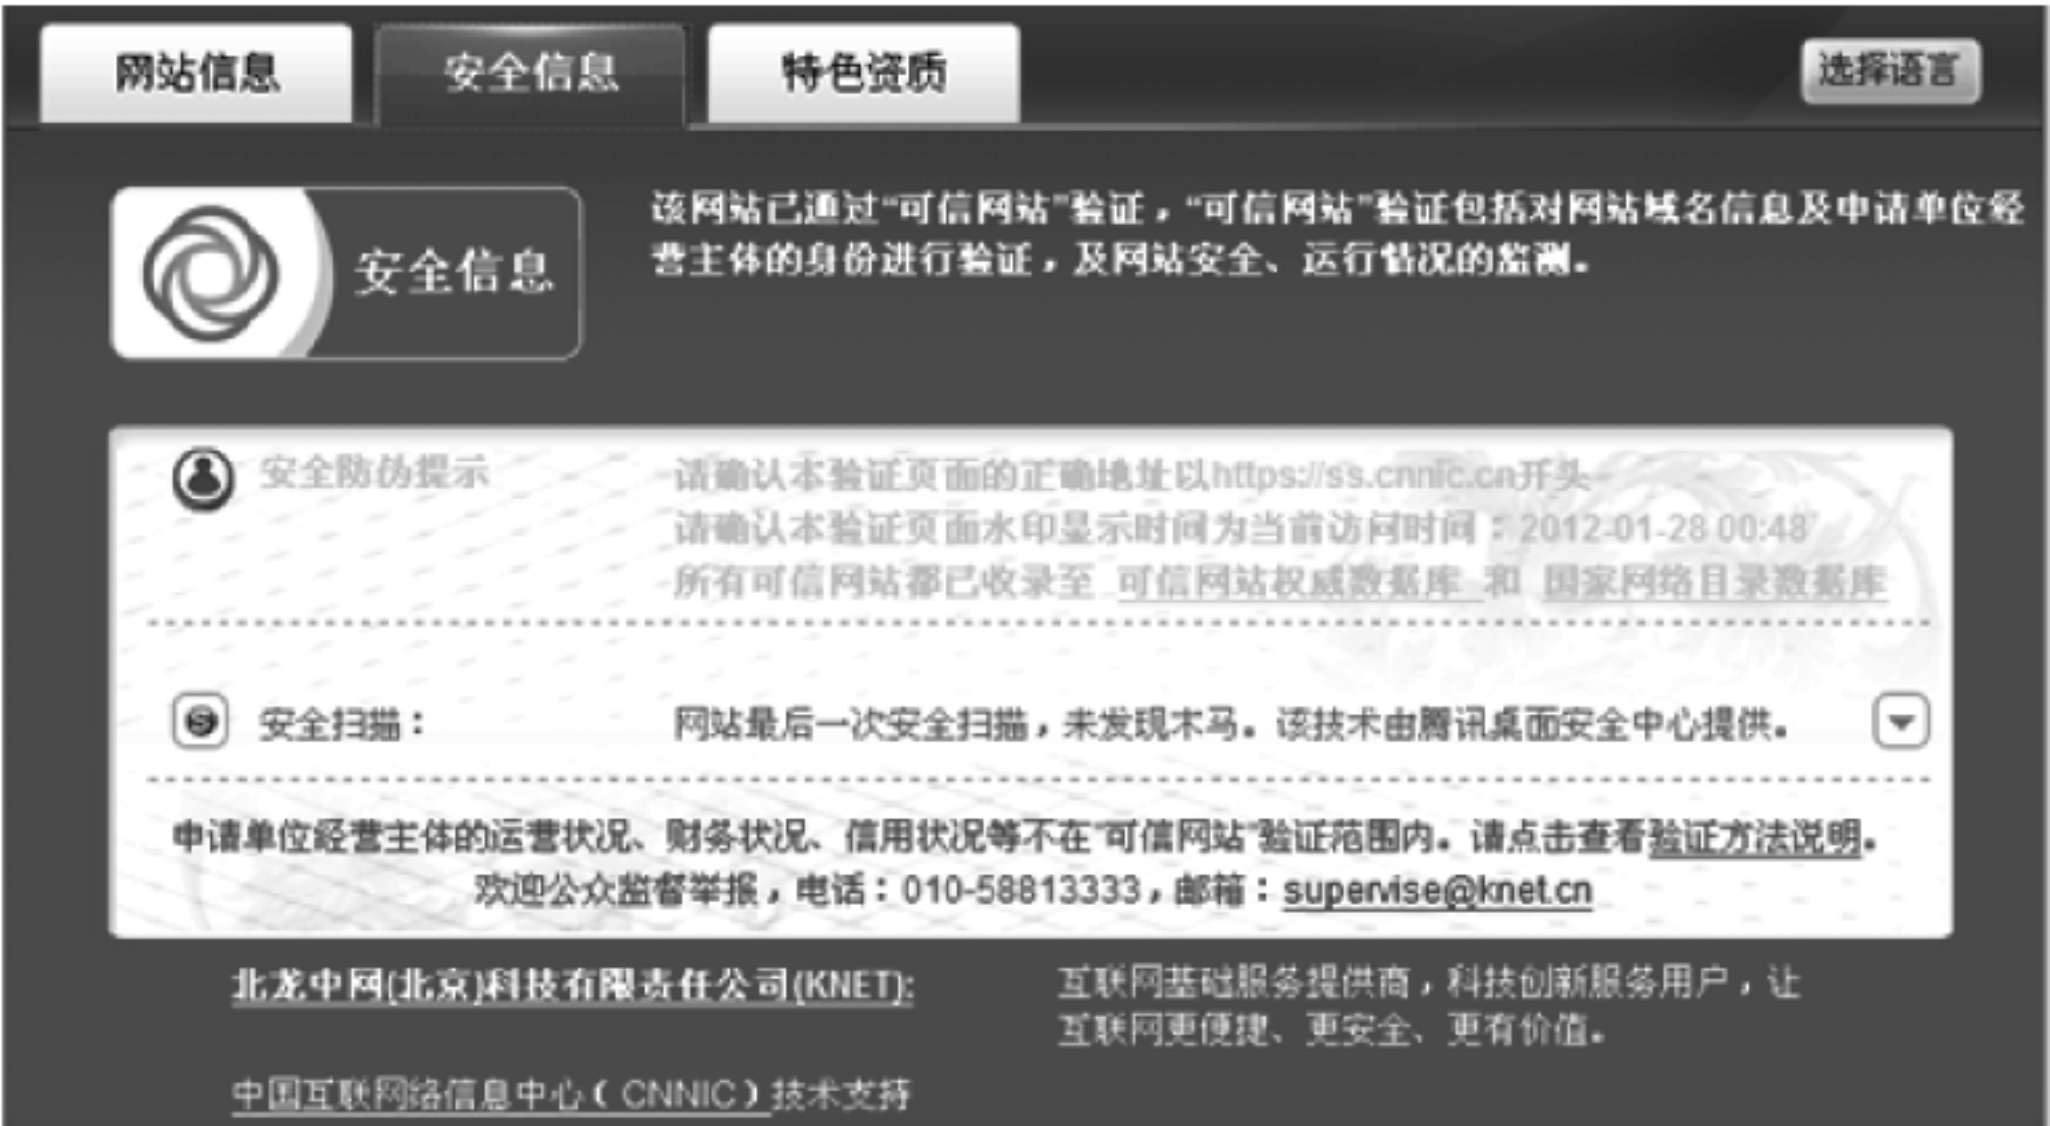 网站信息
安全信息
特色资质
选择语言
安全信息
该网站已通过“可信网站”验证，“可信网站”验证包括对网站域名信息及申请单位经
营主体的身份进行验证，及网站安全、运行情况的监测。
安全防伪提示
请确认本验证页面的正确地址以https://ss.cnnic.cn开头
请确认本验证页面水印显示时间为当前访问时间：2012-01-28 00:48
所有可信网站都已收录至 可信网站权威数据库 和 国家网络目录数据库
安全扫描：
网站最后一次安全扫描，未发现木马。该技术由腾讯桌面安全中心提供。
申请单位经营主体的运营状况、财务状况、信用状况等不在"可信网站"验证范围内。请点击查看验证方法说明。
欢迎公众监督举报，电话：010-58813333，邮箱：supervise@knet.cn
北龙中网(北京)科技有限责任公司(KNET):
互联网基础服务提供商，科技创新服务用户，让
互联网更便捷、更安全、更有价值。
中国互联网络信息中心（CNNIC）技术支持